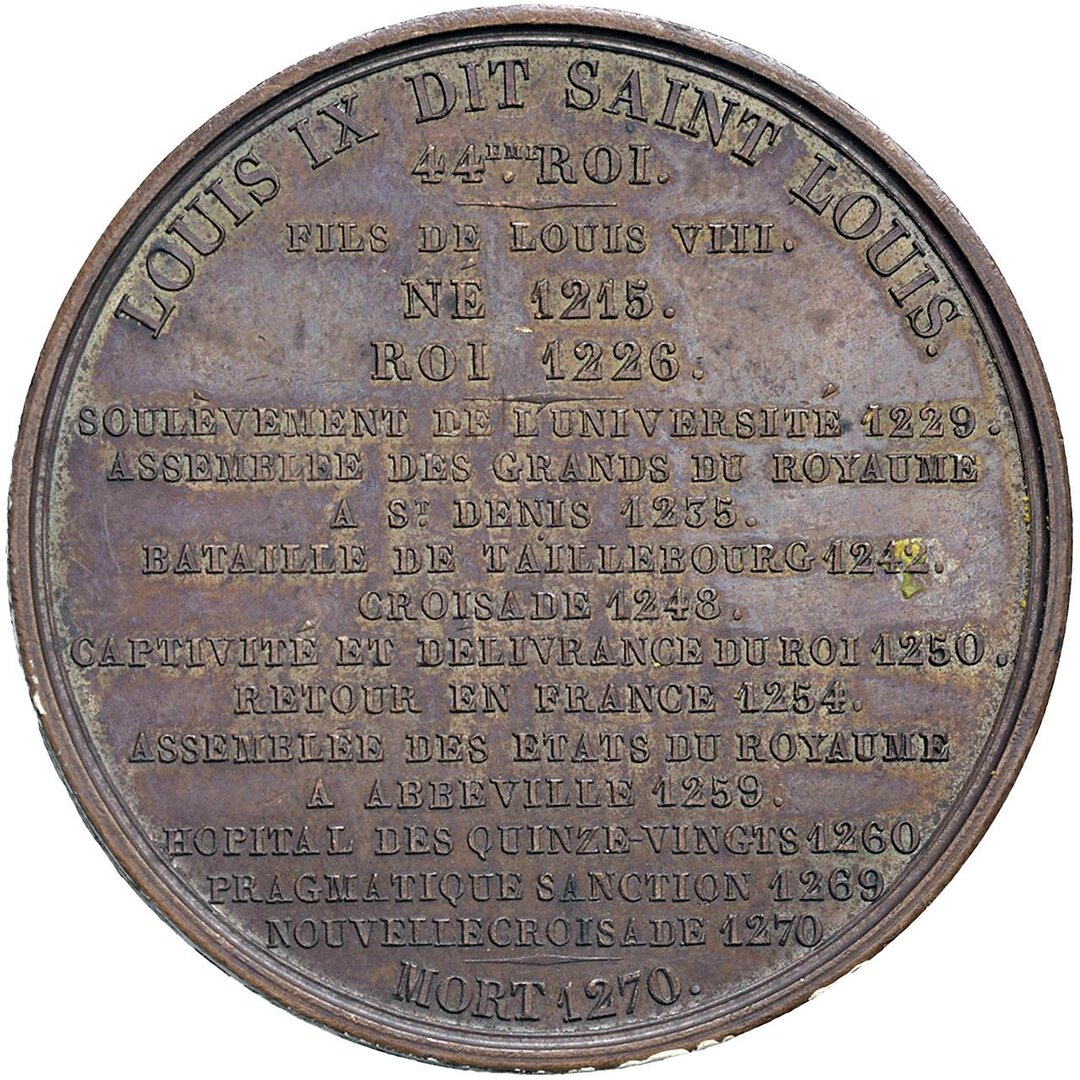 LOUIS IX DIT SAINT LOUIS.
44EME. ROI.
FILS DE LOUIS VIII.
NÉ 1215.
ROI 1226.
SOULÈVEMENT DE L'UNIVERSITÉ 1229.
ASSEMBLÉE DES GRANDS DU ROYAUME
A ST. DENIS 1235.
BATAILLE DE TAILLEBOURG 1242.
CROISADE 1248.
CAPTIVITÉ ET DELIVRANCE DU ROI 1250.
RETOUR EN FRANCE 1254.
ASSEMBLÉE DES ETATS DU ROYAUME
A ABBEVILLE 1259.
HOPITAL DES QUINZE-VINGTS 1260
PRAGMATIQUE SANCTION 1269
NOUVELLE CROISADE 1270
MORT 1270.